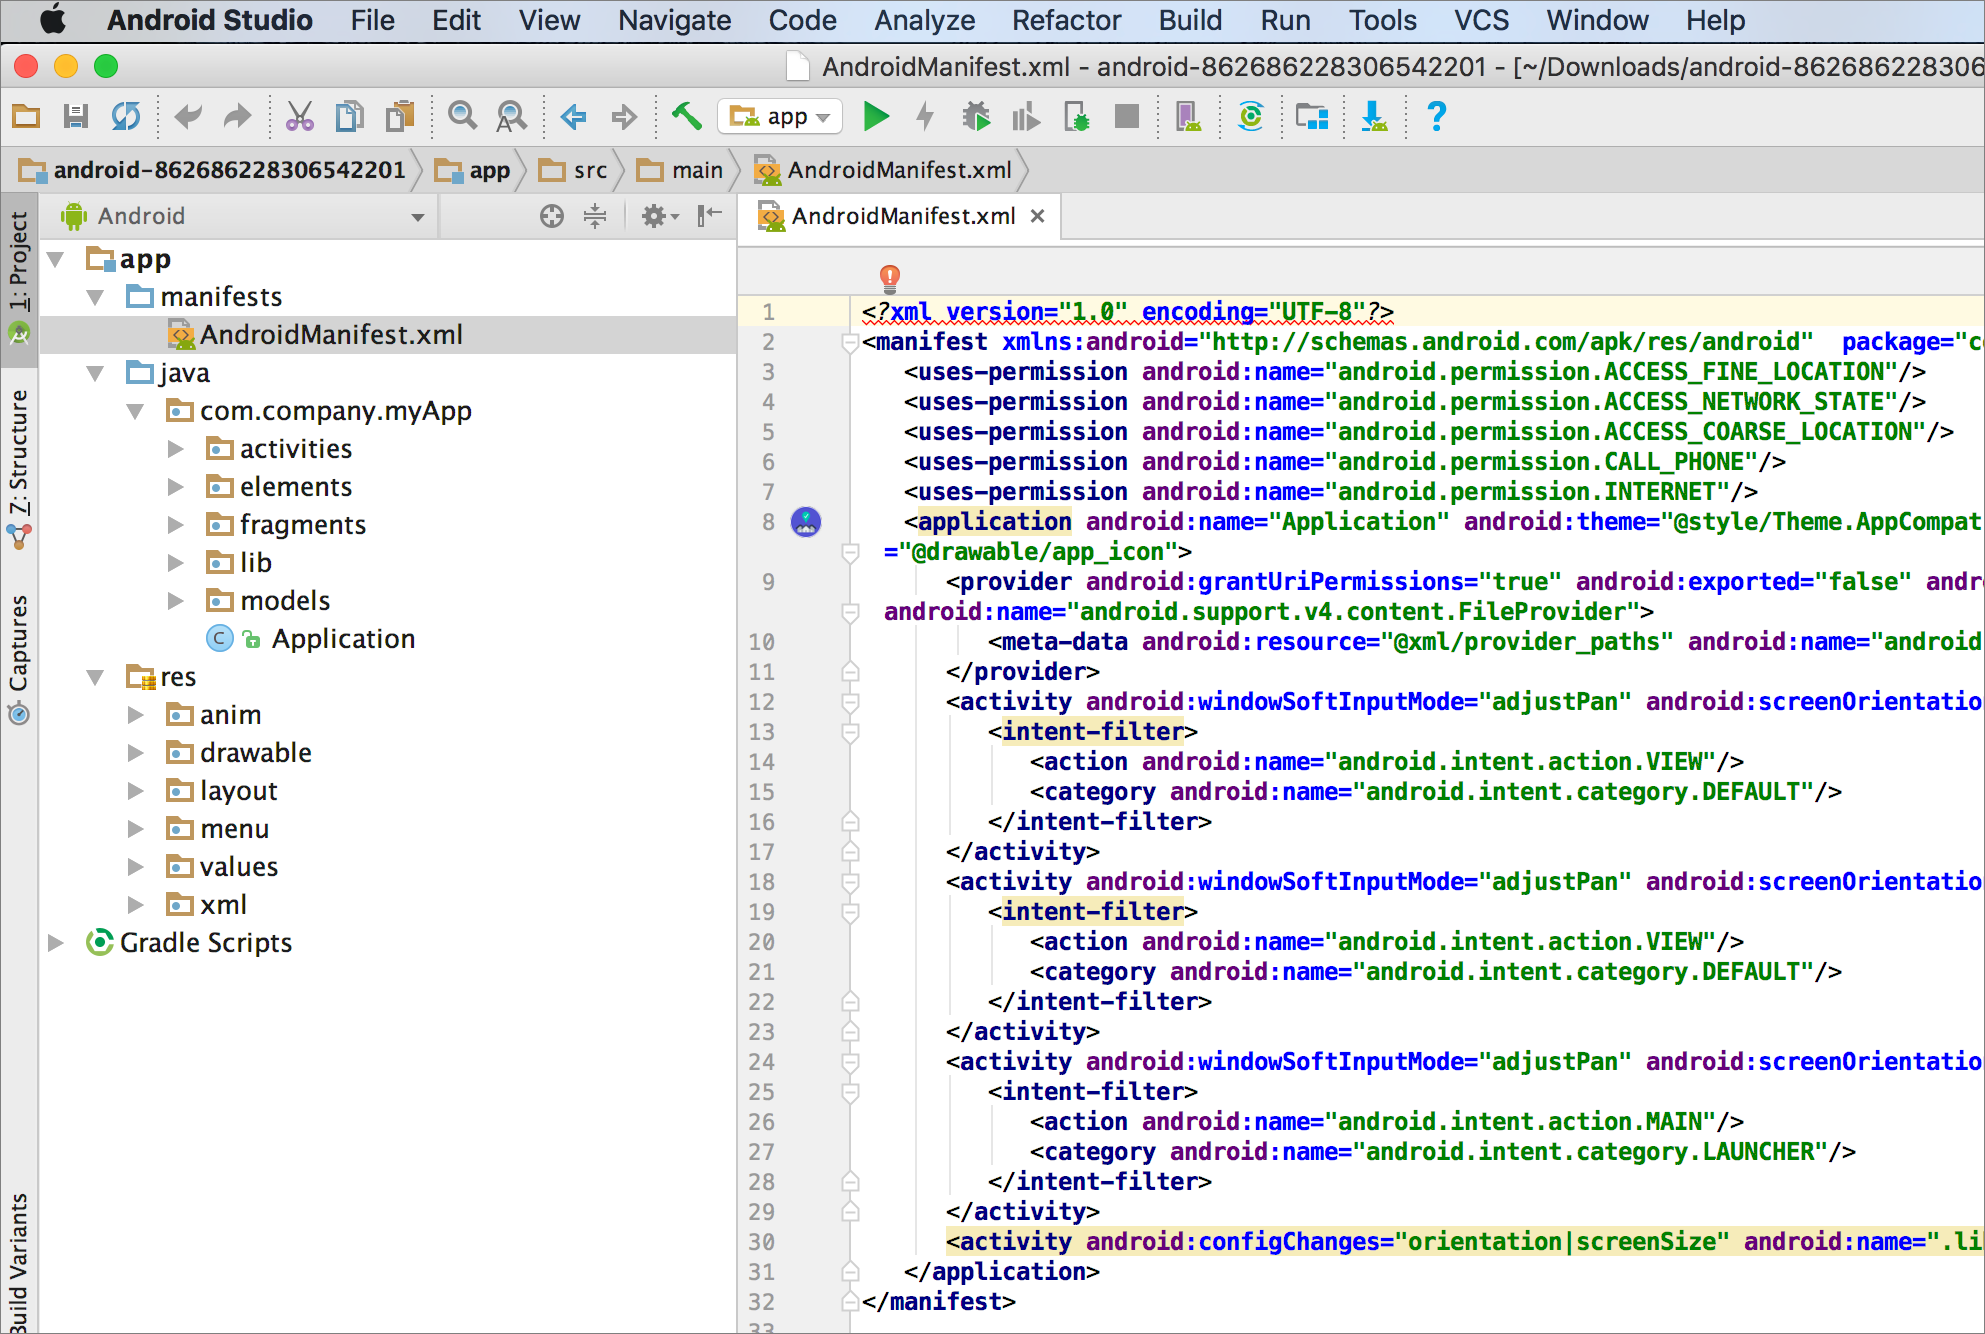 Android Studio File Edit View Navigate Code Analyze Refactor Build Run Tools VCS Window Help
AndroidManifest.xml - android-862686228306542201 - [~/Downloads/android-862686228306
app
android-862686228306542201 app src main AndroidManifest.xml
Android
AndroidManifest.xml
1: Project
7: Structure
Captures
Build Variants
app
manifests
AndroidManifest.xml
java
com.company.myApp
activities
elements
fragments
lib
models
Application
res
anim
drawable
layout
menu
values
xml
Gradle Scripts
1 <?xml version="1.0" encoding="UTF-8"?>
2 <manifest xmlns:android="http://schemas.android.com/apk/res/android" package="c
3 <uses-permission android:name="android.permission.ACCESS_FINE_LOCATION"/>
4 <uses-permission android:name="android.permission.ACCESS_NETWORK_STATE"/>
5 <uses-permission android:name="android.permission.ACCESS_COARSE_LOCATION"/>
6 <uses-permission android:name="android.permission.CALL_PHONE"/>
7 <uses-permission android:name="android.permission.INTERNET"/>
8 <application android:name="Application" android:theme="@style/Theme.AppCompat
="@drawable/app_icon">
9 <provider android:grantUriPermissions="true" android:exported="false" andr
android:name="android.support.v4.content.FileProvider">
10 <meta-data android:resource="@xml/provider_paths" android:name="android
11 </provider>
12 <activity android:windowSoftInputMode="adjustPan" android:screenOrientatio
13 <intent-filter>
14 <action android:name="android.intent.action.VIEW"/>
15 <category android:name="android.intent.category.DEFAULT"/>
16 </intent-filter>
17 </activity>
18 <activity android:windowSoftInputMode="adjustPan" android:screenOrientatio
19 <intent-filter>
20 <action android:name="android.intent.action.VIEW"/>
21 <category android:name="android.intent.category.DEFAULT"/>
22 </intent-filter>
23 </activity>
24 <activity android:windowSoftInputMode="adjustPan" android:screenOrientatio
25 <intent-filter>
26 <action android:name="android.intent.action.MAIN"/>
27 <category android:name="android.intent.category.LAUNCHER"/>
28 </intent-filter>
29 </activity>
30 <activity android:configChanges="orientation|screenSize" android:name=".li
31 </application>
32 </manifest>
33